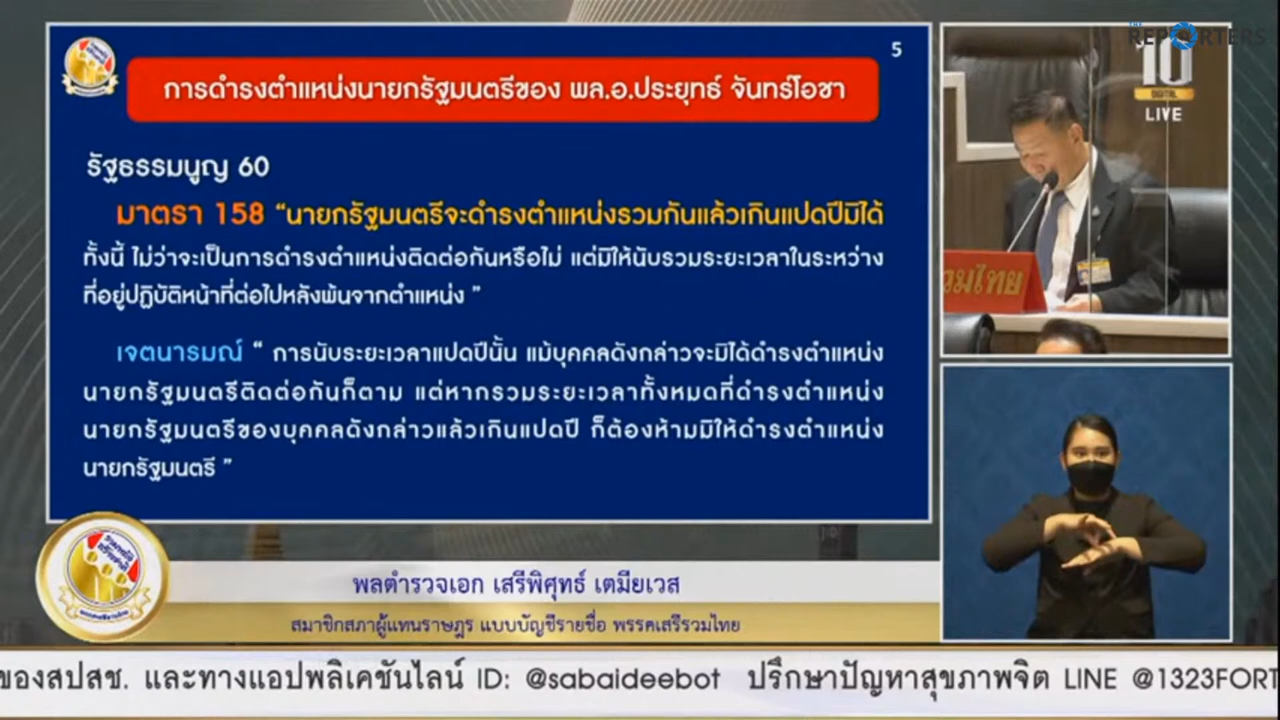 THE REPORTERS
5
การดำรงตำแหน่งนายกรัฐมนตรีของ พล.อ.ประยุทธ์ จันทร์โอชา
10
DIGITAL
LIVE
รัฐธรรมนูญ 60
มาตรา 158 “นายกรัฐมนตรีจะดำรงตำแหน่งรวมกันแล้วเกินแปดปีมิได้
ทั้งนี้ ไม่ว่าจะเป็นการดำรงตำแหน่งติดต่อกันหรือไม่ แต่มิให้นับรวมระยะเวลาในระหว่าง
ที่อยู่ปฏิบัติหน้าที่ต่อไปหลังพ้นจากตำแหน่ง ”
เจตนารมณ์ “ การนับระยะเวลาแปดปีนั้น แม้บุคคลดังกล่าวจะมิได้ดำรงตำแหน่ง
นายกรัฐมนตรีติดต่อกันก็ตาม แต่หากรวมระยะเวลาทั้งหมดที่ดำรงตำแหน่ง
นายกรัฐมนตรีของบุคคลดังกล่าวแล้วเกินแปดปี ก็ต้องห้ามมิให้ดำรงตำแหน่ง
นายกรัฐมนตรี ”
รวมไทย
พลตำรวจเอก เสรีพิศุทธ์ เตมียเวส
สมาชิกสภาผู้แทนราษฎร แบบบัญชีรายชื่อ พรรคเสรีรวมไทย
ของสปสช. และทางแอปพลิเคชันไลน์ ID: @sabaideebot ปรึกษาปัญหาสุขภาพจิต LINE @1323FORT